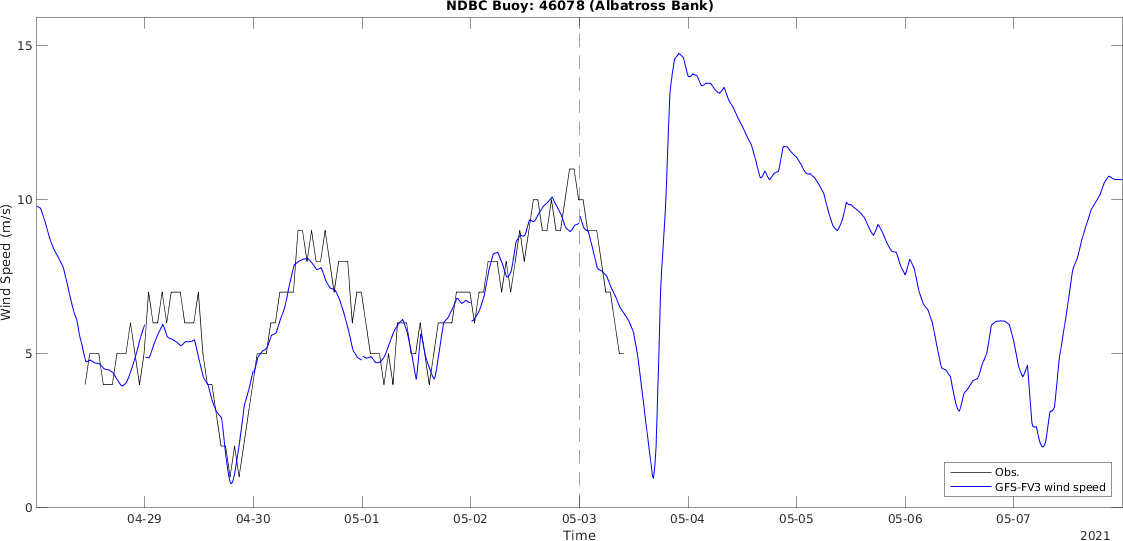 NDBC Buoy: 46078 (Albatross Bank)
15
10
5
0
Wind Speed (m/s)
04-29 04-30 05-01 05-02 05-03 05-04 05-05 05-06 05-07
Time
2021
Obs.
GFS-FV3 wind speed